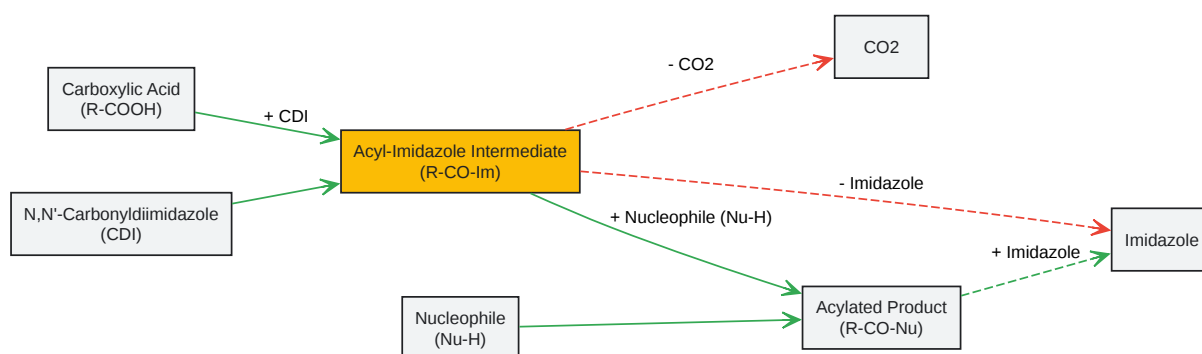 CO2
- CO2
Carboxylic Acid
(R-COOH)
+ CDI
Acyl-Imidazole Intermediate
(R-CO-Im)
- Imidazole
N,N'-Carbonyldiimidazole
(CDI)
+ Nucleophile (Nu-H)
Imidazole
+ Imidazole
Acylated Product
(R-CO-Nu)
Nucleophile
(Nu-H)